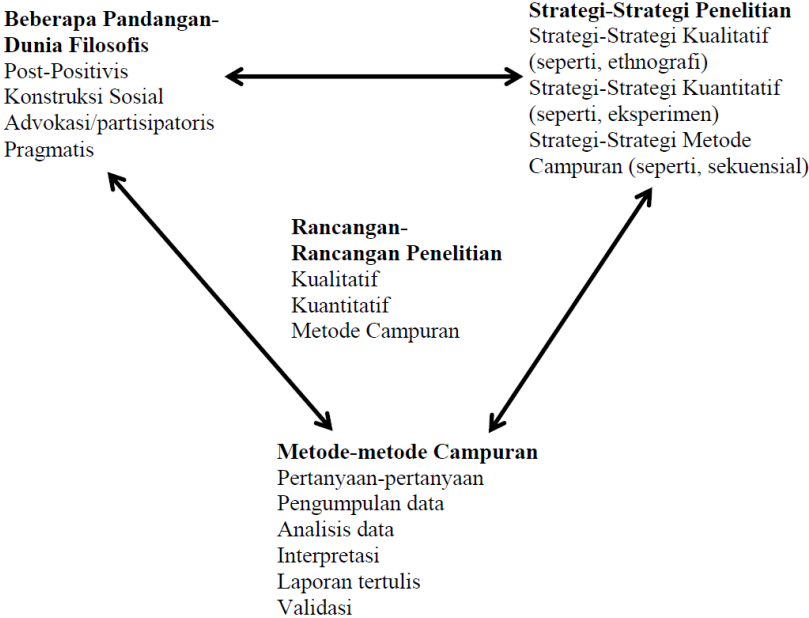 Beberapa Pandangan-
Dunia Filosofis
Post-Positivis
Konstruksi Sosial
Advokasi/partisipatoris
Pragmatis
Strategi-Strategi Penelitian
Strategi-Strategi Kualitatif
(seperti, ethnografi)
Strategi-Strategi Kuantitatif
(seperti, eksperimen)
Strategi-Strategi Metode
Campuran (seperti, sekuensial)
Rancangan-
Rancangan Penelitian
Kualitatif
Kuantitatif
Metode Campuran
Metode-metode Campuran
Pertanyaan-pertanyaan
Pengumpulan data
Analisis data
Interpretasi
Laporan tertulis
Validasi